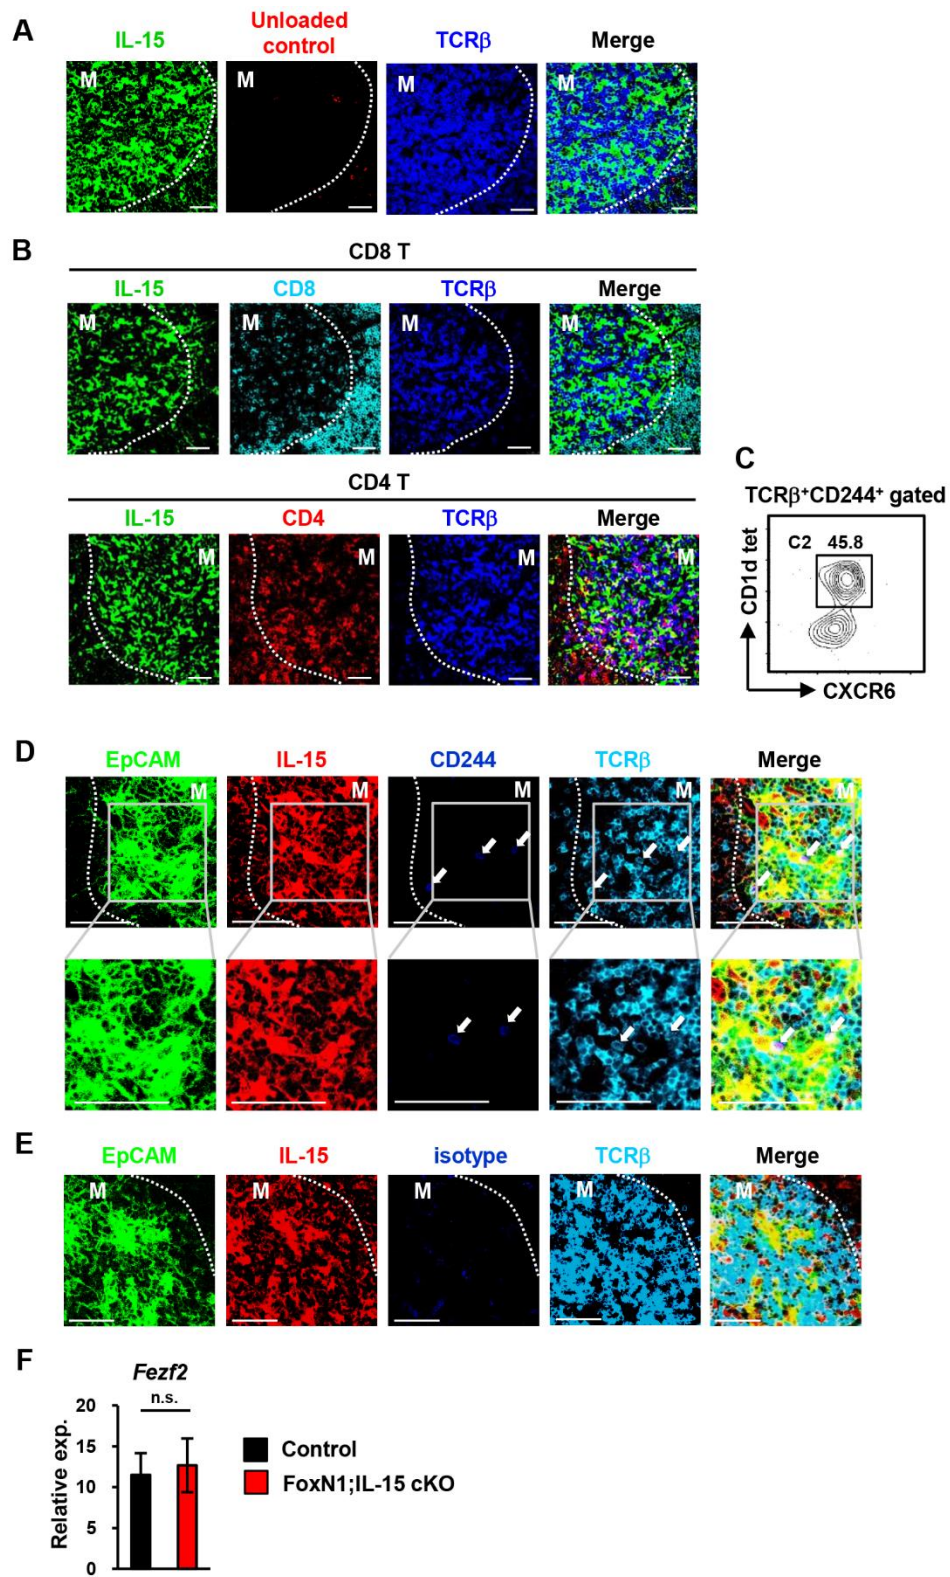 A
IL-15
Unloaded
control
TCRβ
Merge
M
M
B
CD8 T
IL-15
CD8
TCRβ
Merge
M
M
M
M
CD4 T
IL-15
CD4
TCRβ
Merge
M
M
C
TCRβ⁺CD244⁺ gated
C2 45.8
CD1d tet
CXCR6
D
EpCAM
IL-15
CD244
TCRβ
Merge
M
M
M
M
M
E
EpCAM
IL-15
isotype
TCRβ
Merge
M
M
M
M
M
F
Fezf2
n.s.
Relative exp.
20
15
10
5
0
Control
FoxN1;IL-15 cKO